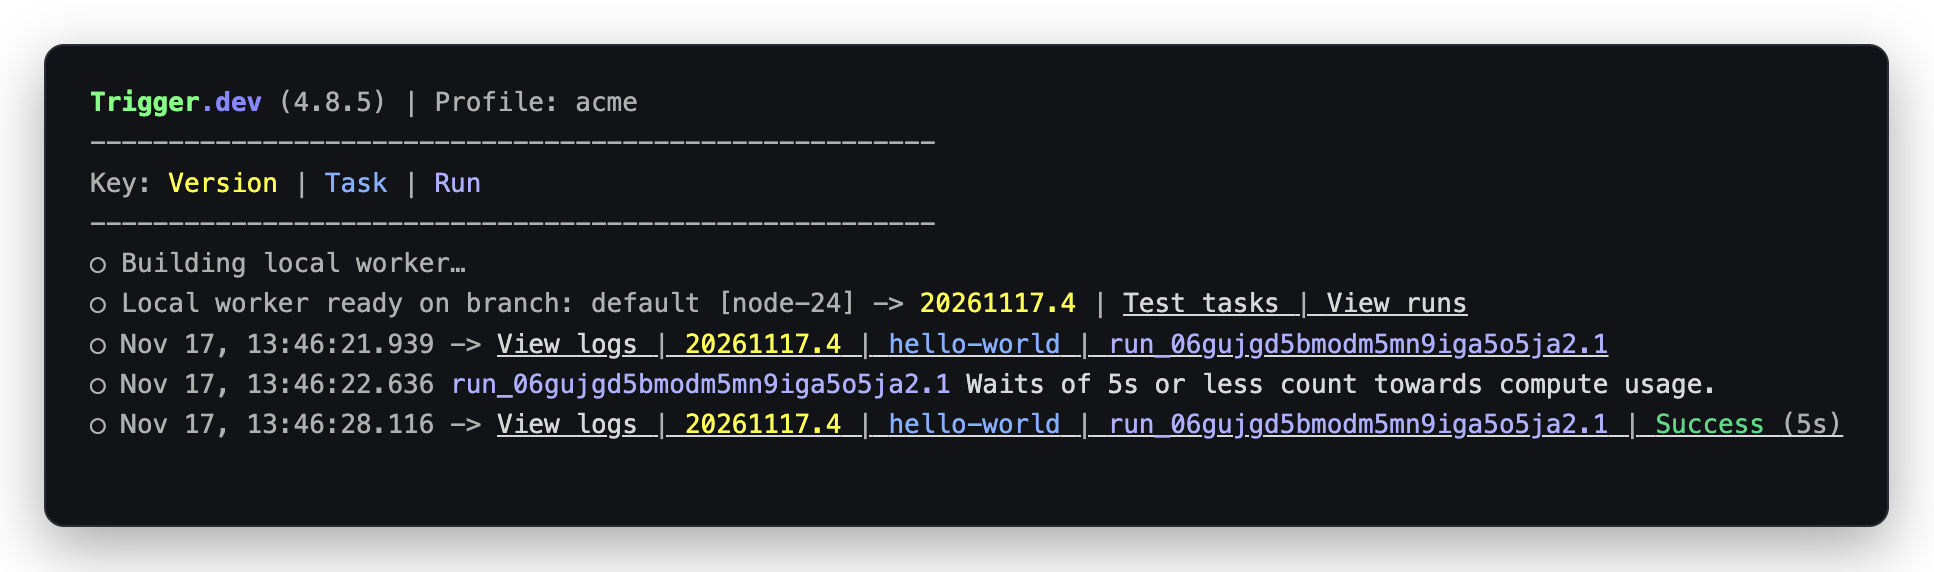 Trigger.dev (4.8.5) | Profile: acme
------------------------------------------------------
Key: Version | Task | Run
------------------------------------------------------
○ Building local worker…
○ Local worker ready on branch: default [node-24] -> 20261117.4 | Test tasks | View runs
○ Nov 17, 13:46:21.939 -> View logs | 20261117.4 | hello-world | run_06gujgd5bmodm5mn9iga5o5ja2.1
○ Nov 17, 13:46:22.636 run_06gujgd5bmodm5mn9iga5o5ja2.1 Waits of 5s or less count towards compute usage.
○ Nov 17, 13:46:28.116 -> View logs | 20261117.4 | hello-world | run_06gujgd5bmodm5mn9iga5o5ja2.1 | Success (5s)